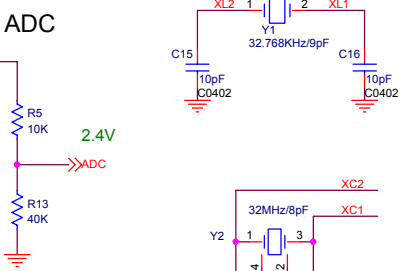 ADC
XL2 1 2 XL1
Y1
32.768KHz/9pF
C15 C16
10pF 10pF
C0402 C0402
R5
10K
2.4V
ADC
R13
40K
XC2
32MHz/8pF XC1
Y2 1 3
4 2